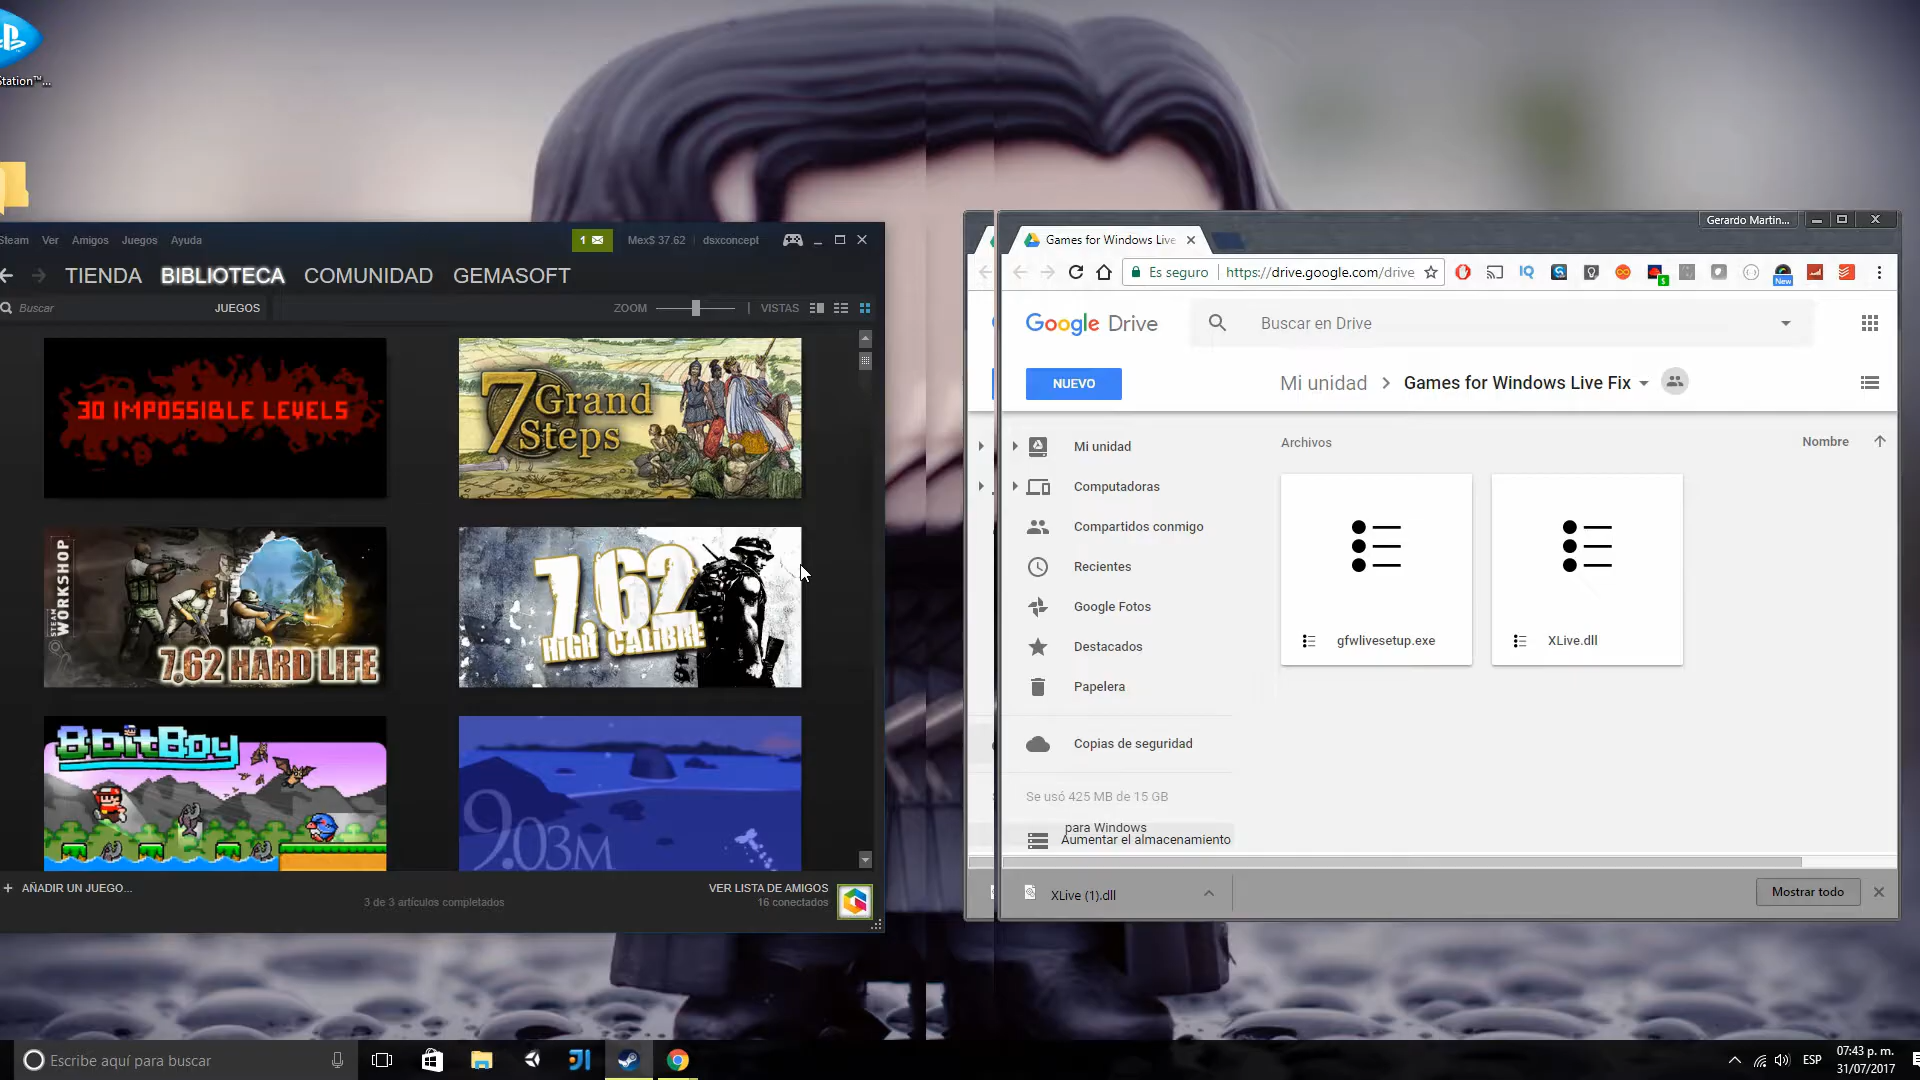 Station™...
Steam Ver Amigos Juegos Ayuda
1 Mex$ 37.62 dsxconcept
TIENDA BIBLIOTECA COMUNIDAD GEMASOFT
Buscar JUEGOS ZOOM VISTAS
30 IMPOSSIBLE LEVELS
7 Grand
Steps
STEAM
WORKSHOP
7.62 HARD LIFE
7.62
HIGH CALIBRE
8bitBoy
9.03M
+ AÑADIR UN JUEGO...
3 de 3 artículos completados
VER LISTA DE AMIGOS
16 conectados
Gerardo Martin...
Games for Windows Live
Es seguro https://drive.google.com/drive
New
Google Drive
Buscar en Drive
NUEVO
Mi unidad > Games for Windows Live Fix
Mi unidad
Computadoras
Compartidos conmigo
Recientes
Google Fotos
Destacados
Papelera
Copias de seguridad
Se usó 425 MB de 15 GB
para Windows
Aumentar el almacenamiento
Archivos Nombre
gfwlivesetup.exe
XLive.dll
XLive (1).dll
Mostrar todo
Escribe aquí para buscar
ESP
07:43 p. m.
31/07/2017